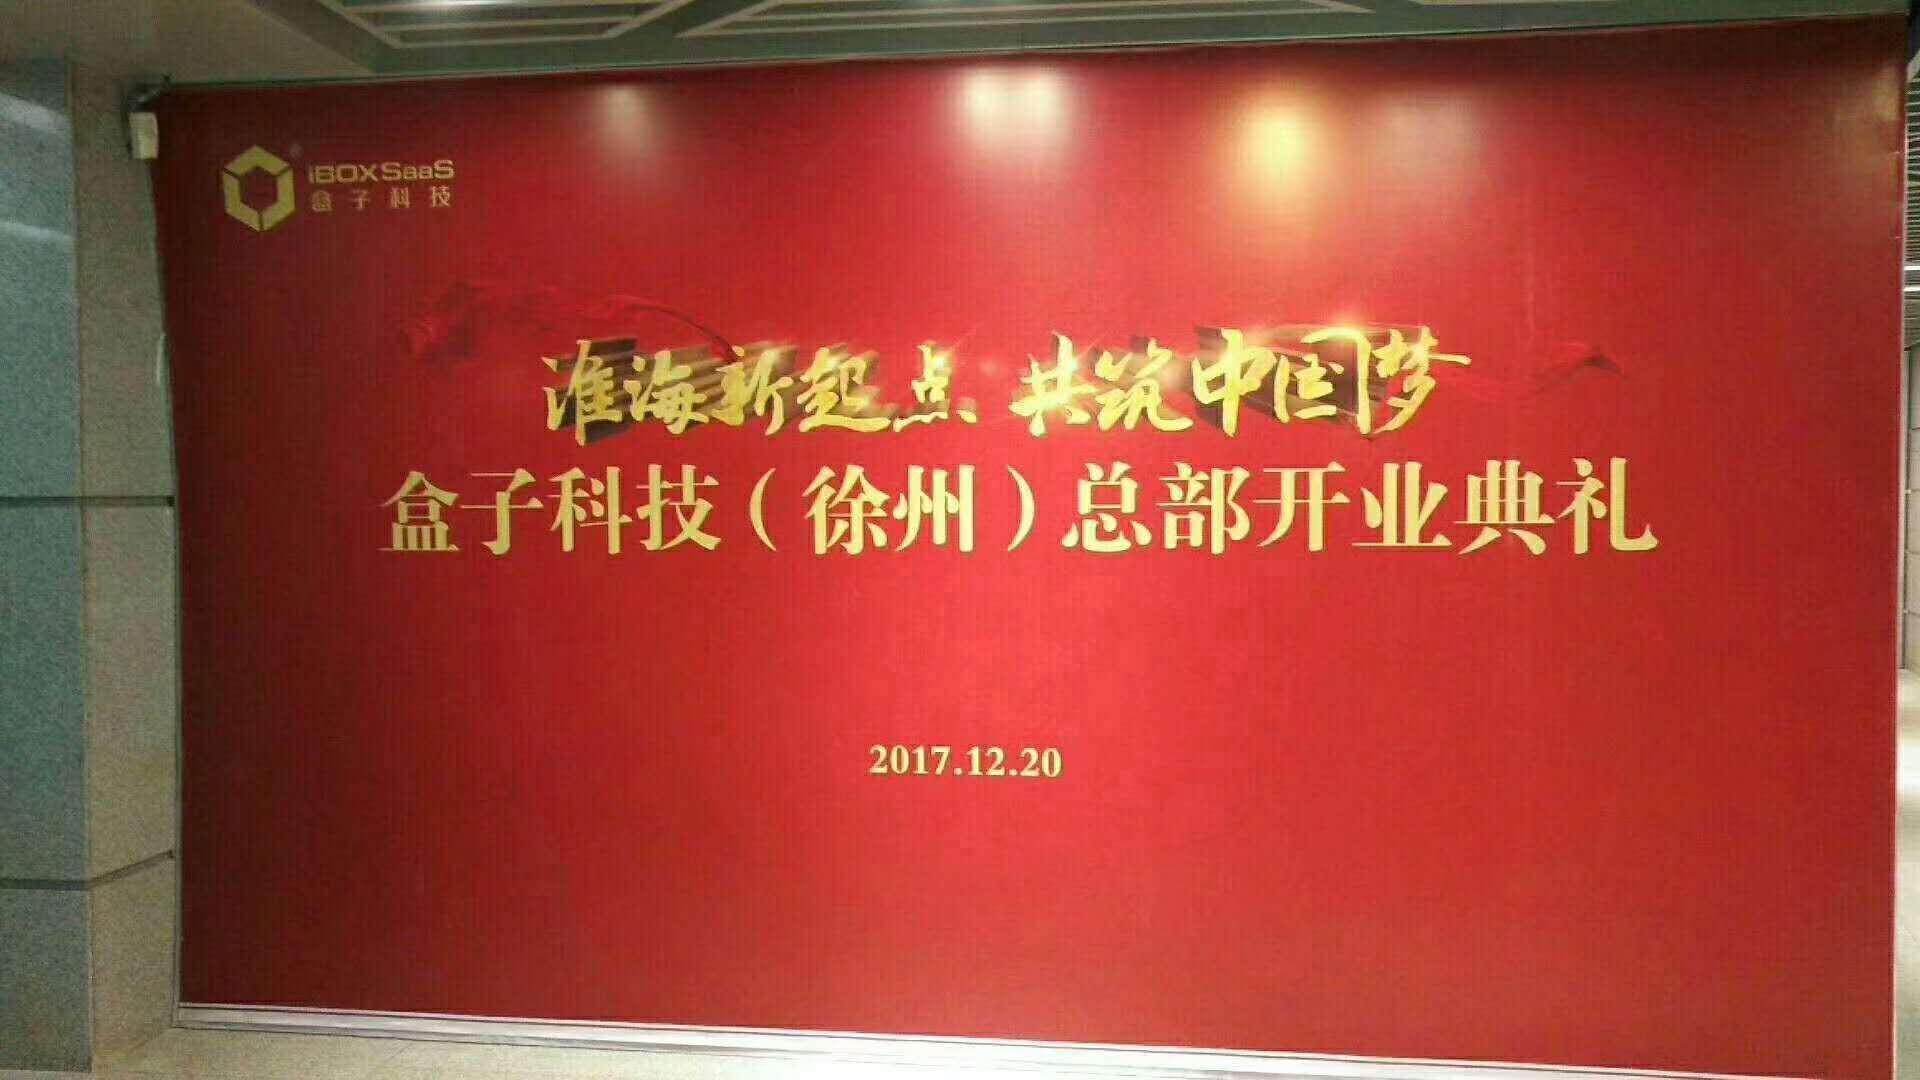 iBOXSaaS
盒子科技
淮海新起点 共筑中国梦
盒子科技（徐州）总部开业典礼
2017.12.20